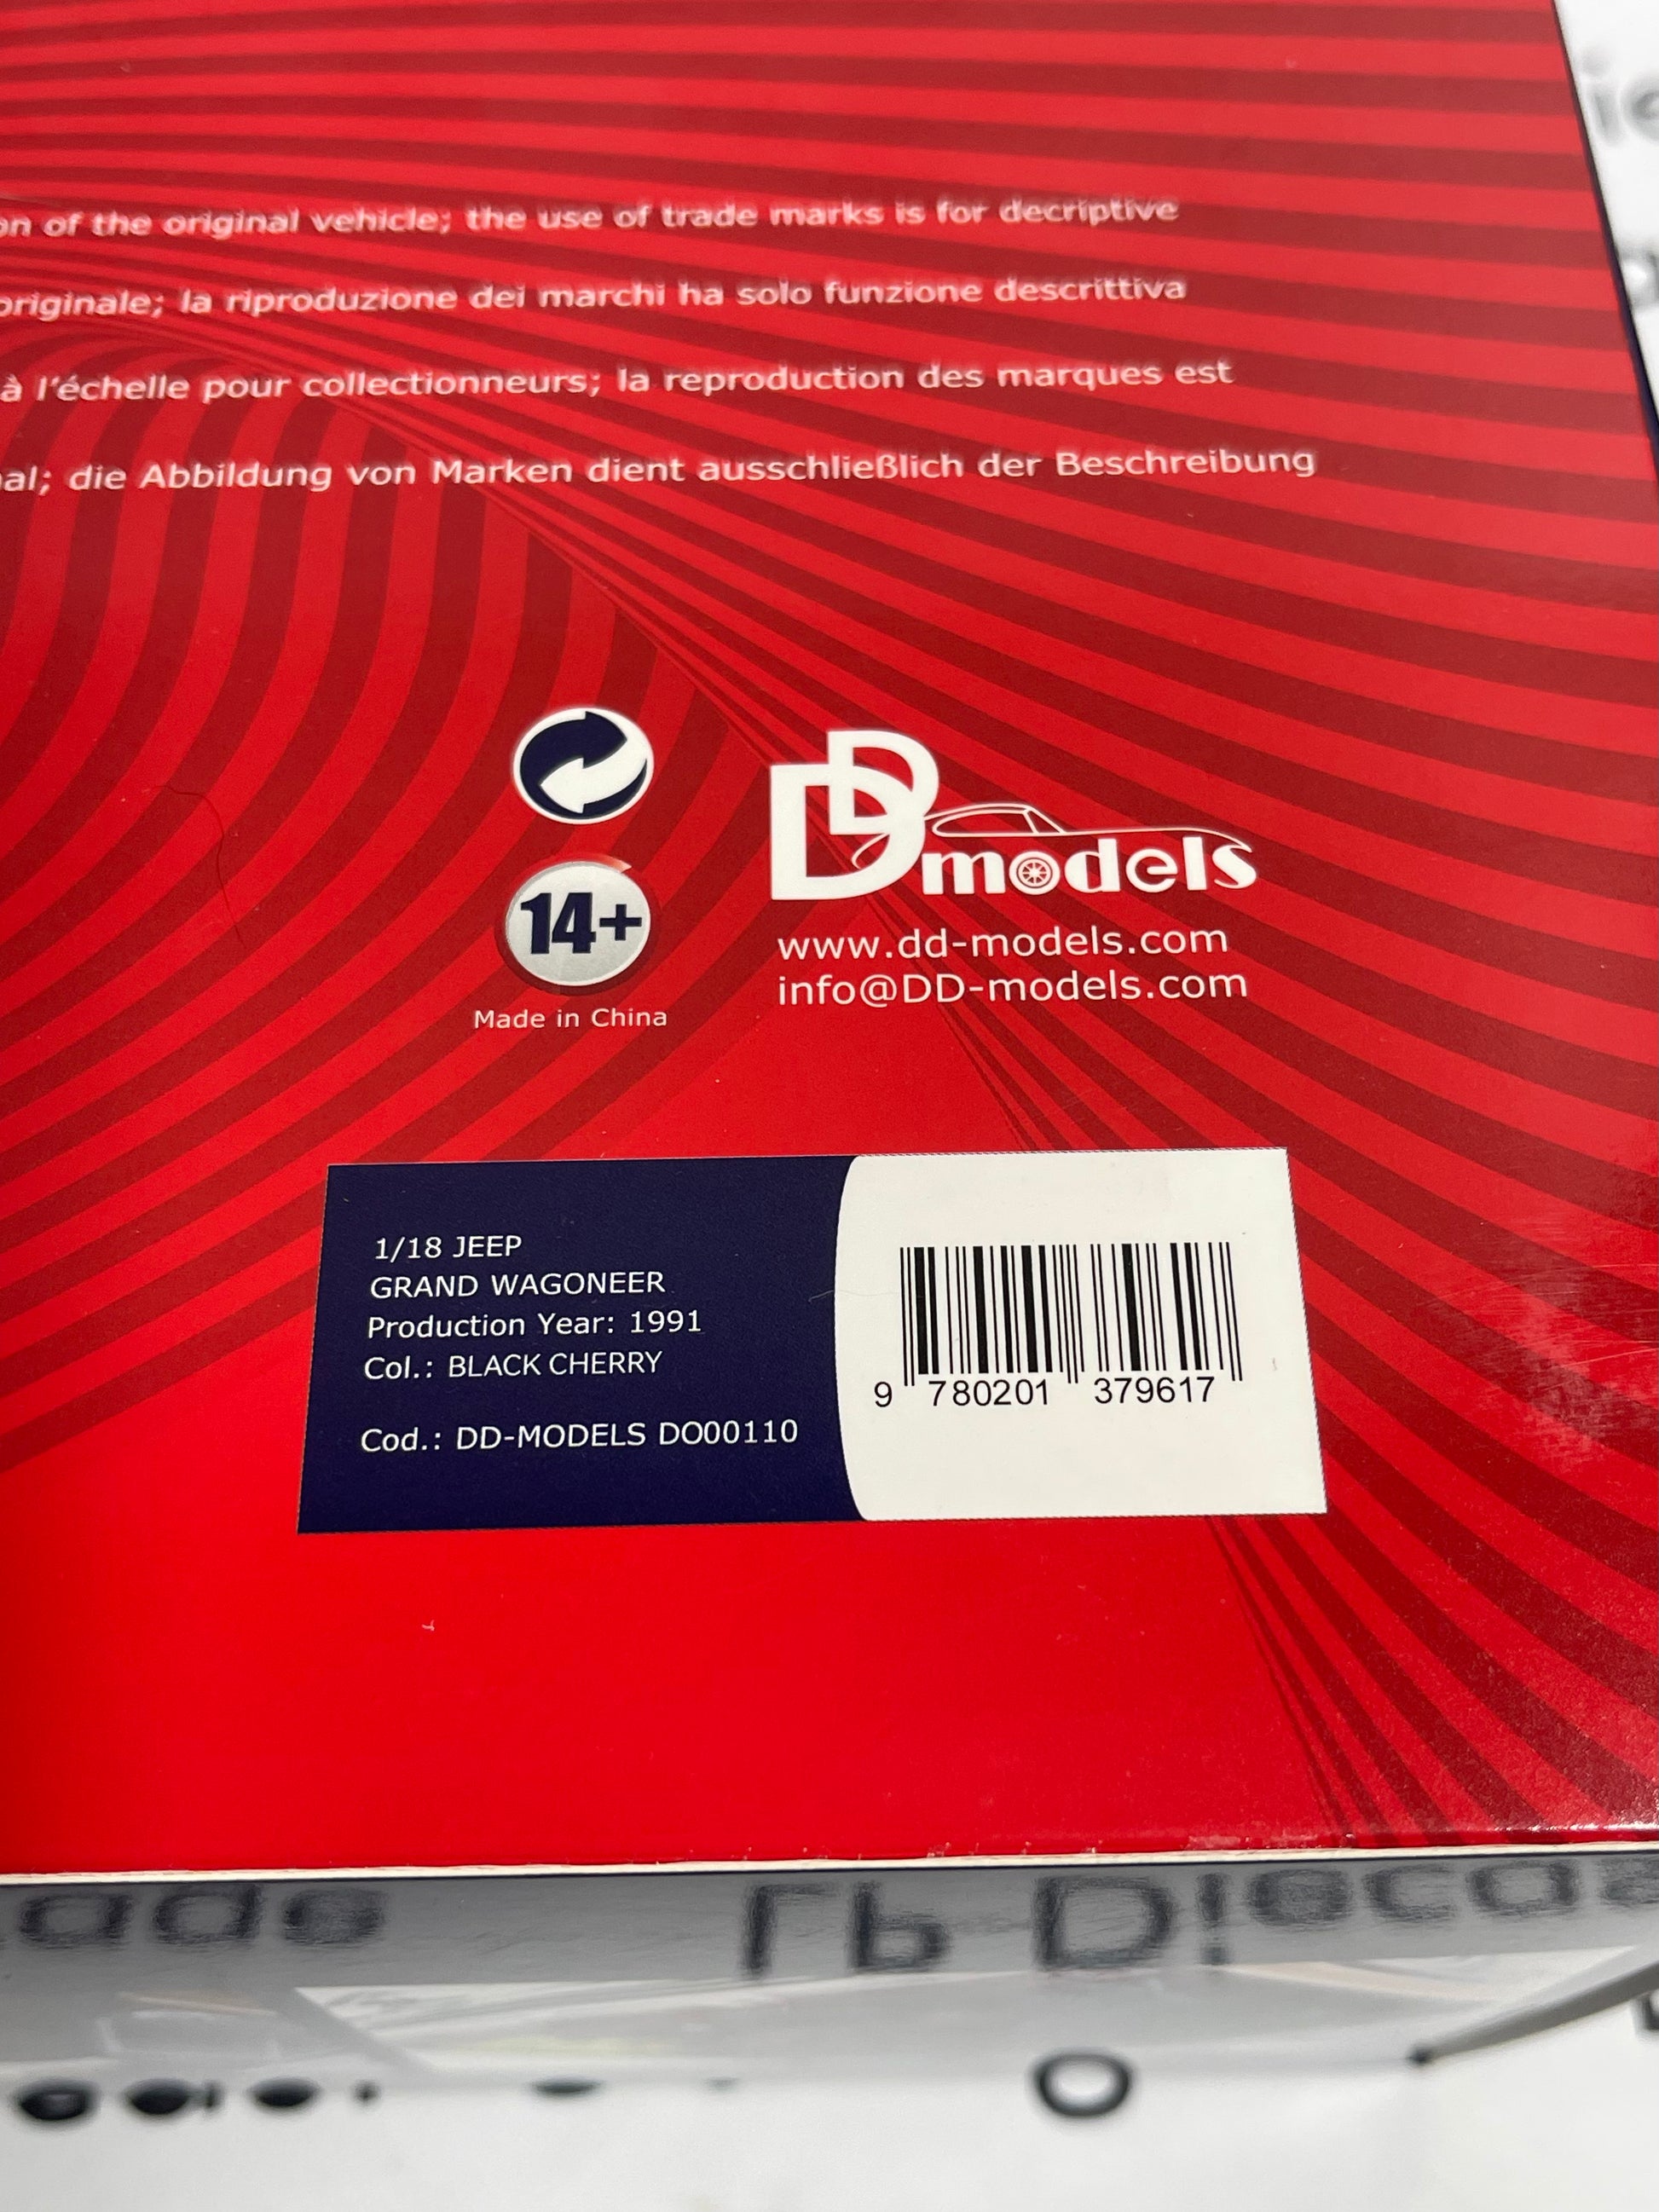 on of the original vehicle; the use of trade marks is for decriptive
originale; la riproduzione dei marchi ha solo funzione descrittiva
à l'échelle pour collectionneurs; la reproduction des marques est
al; die Abbildung von Marken dient ausschließlich der Beschreibung
14+
Made in China
DD models
www.dd-models.com
info@DD-models.com
1/18 JEEP
GRAND WAGONEER
Production Year: 1991
Col.: BLACK CHERRY
Cod.: DD-MODELS DO00110
9 780201 379617